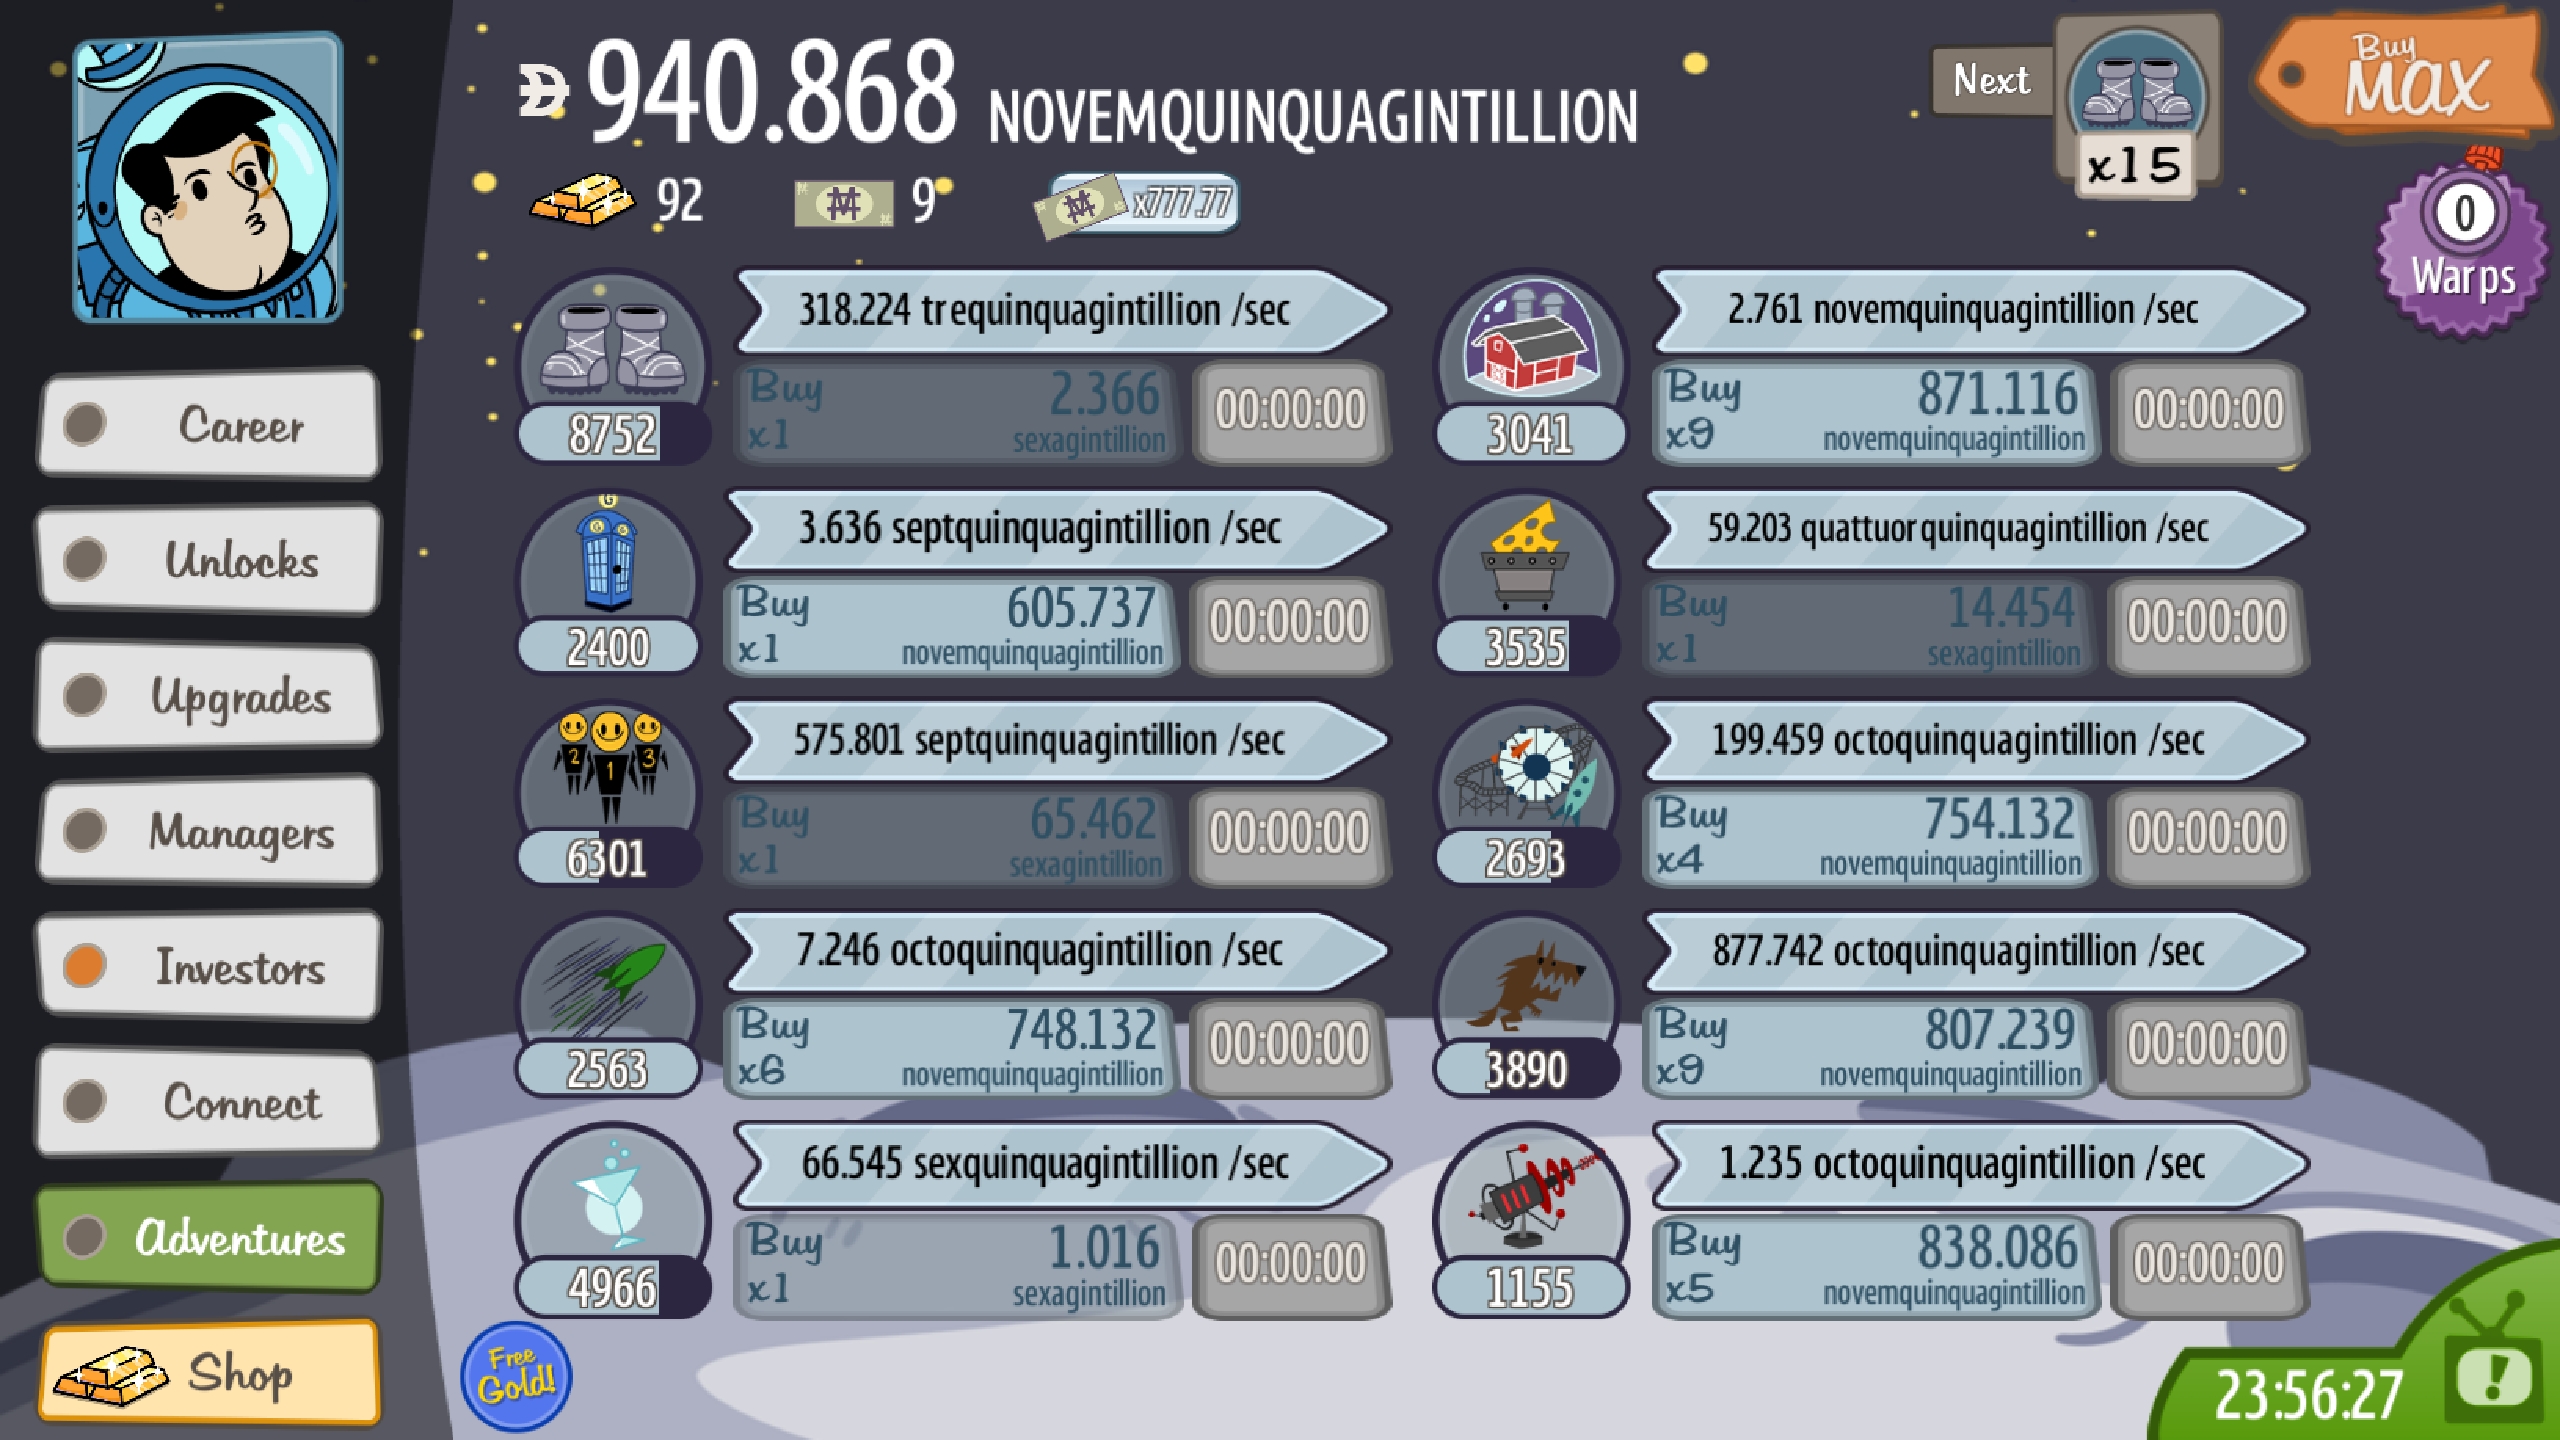 940.868 NOVEMQUINQUAGINTILLION
92
9
x777.77
Next
x15
Buy
MAX
0
Warps
Career
Unlocks
Upgrades
Managers
Investors
Connect
Adventures
Shop
318.224 trequinquagintillion /sec
Buy
x1
2.366
sexagintillion
00:00:00
8752
2.761 novemquinquagintillion /sec
Buy
x9
871.116
novemquinquagintillion
00:00:00
3041
G
G G
3.636 septquinquagintillion /sec
Buy
x1
605.737
novemquinquagintillion
00:00:00
2400
59.203 quattuorquinquagintillion /sec
Buy
x1
14.454
sexagintillion
00:00:00
3535
2 1 3
575.801 septquinquagintillion /sec
Buy
x1
65.462
sexagintillion
00:00:00
6301
199.459 octoquinquagintillion /sec
Buy
x4
754.132
novemquinquagintillion
00:00:00
2693
7.246 octoquinquagintillion /sec
Buy
x6
748.132
novemquinquagintillion
00:00:00
2563
877.742 octoquinquagintillion /sec
Buy
x9
807.239
novemquinquagintillion
00:00:00
3890
66.545 sexquinquagintillion /sec
Buy
x1
1.016
sexagintillion
00:00:00
4966
1.235 octoquinquagintillion /sec
Buy
x5
838.086
novemquinquagintillion
00:00:00
1155
Free
Gold!
23:56:27
!